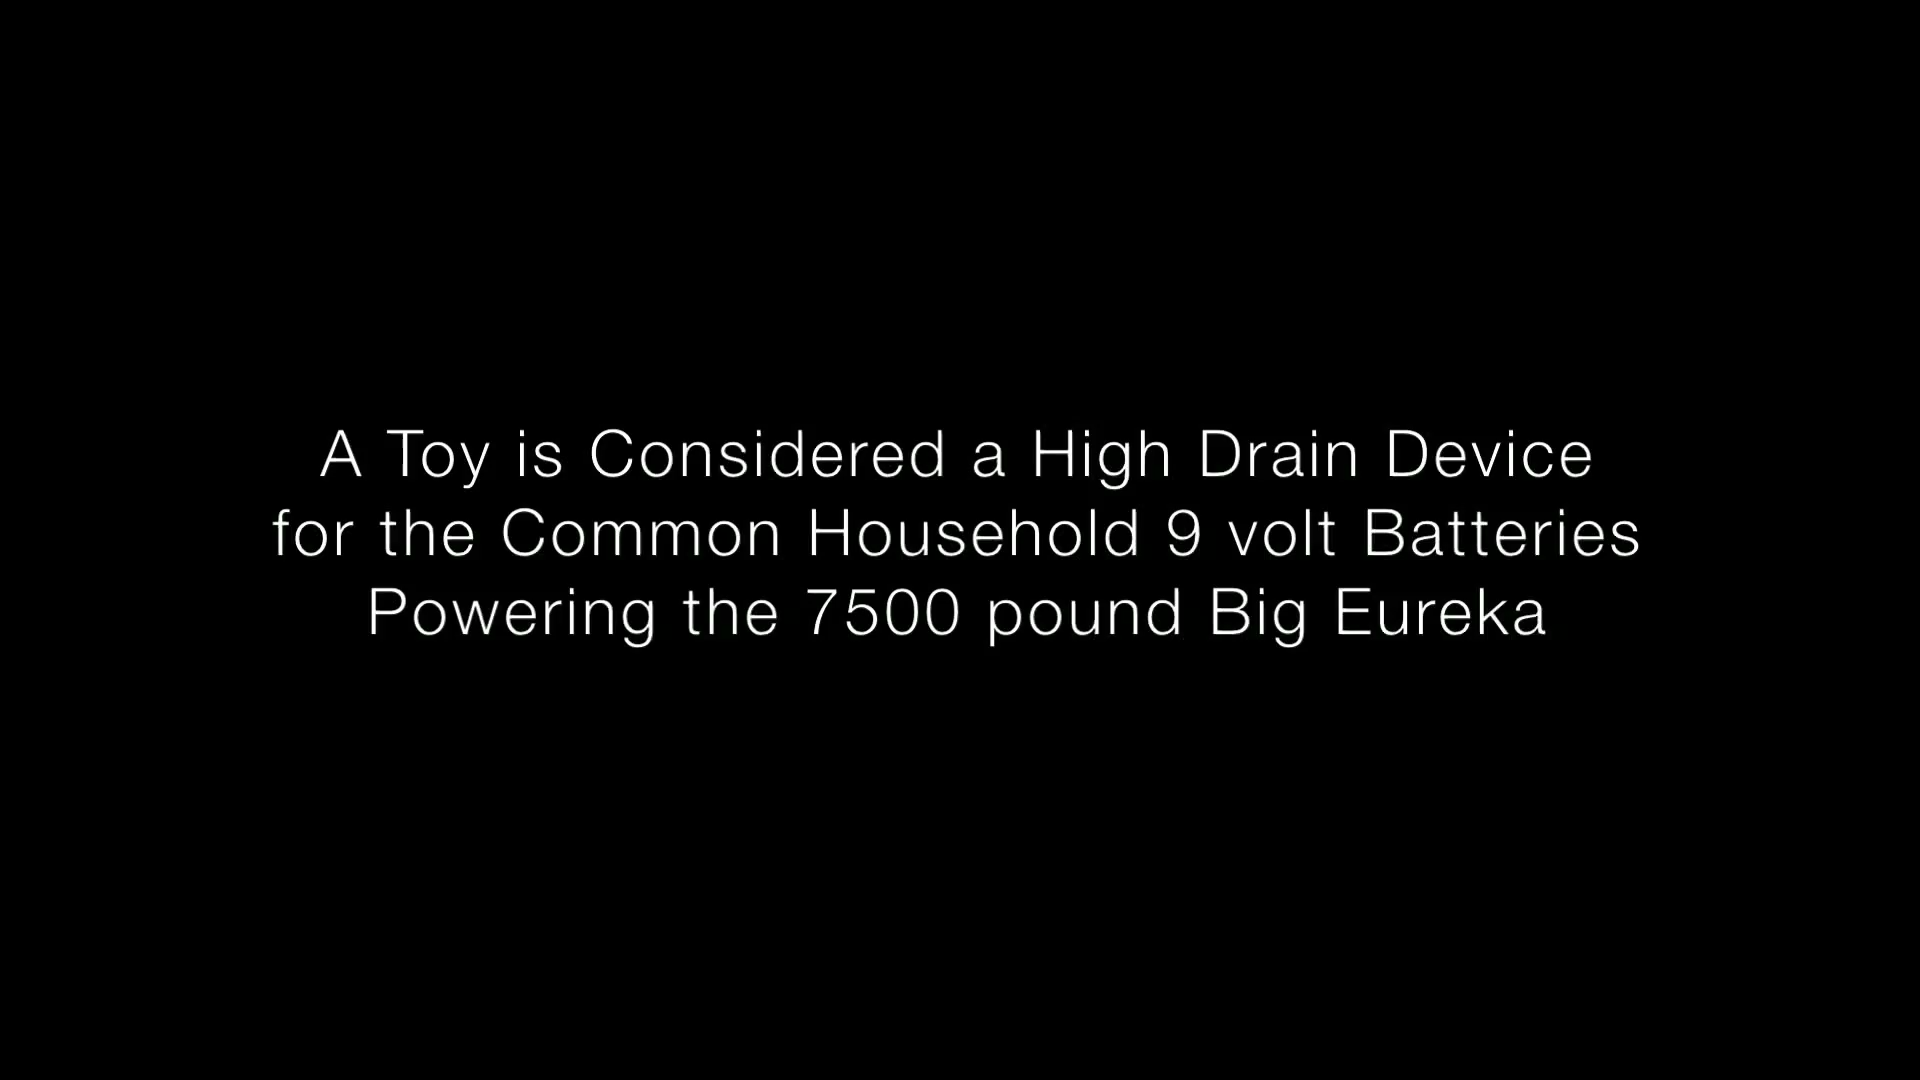 A Toy is Considered a High Drain Device
for the Common Household 9 volt Batteries
Powering the 7500 pound Big Eureka